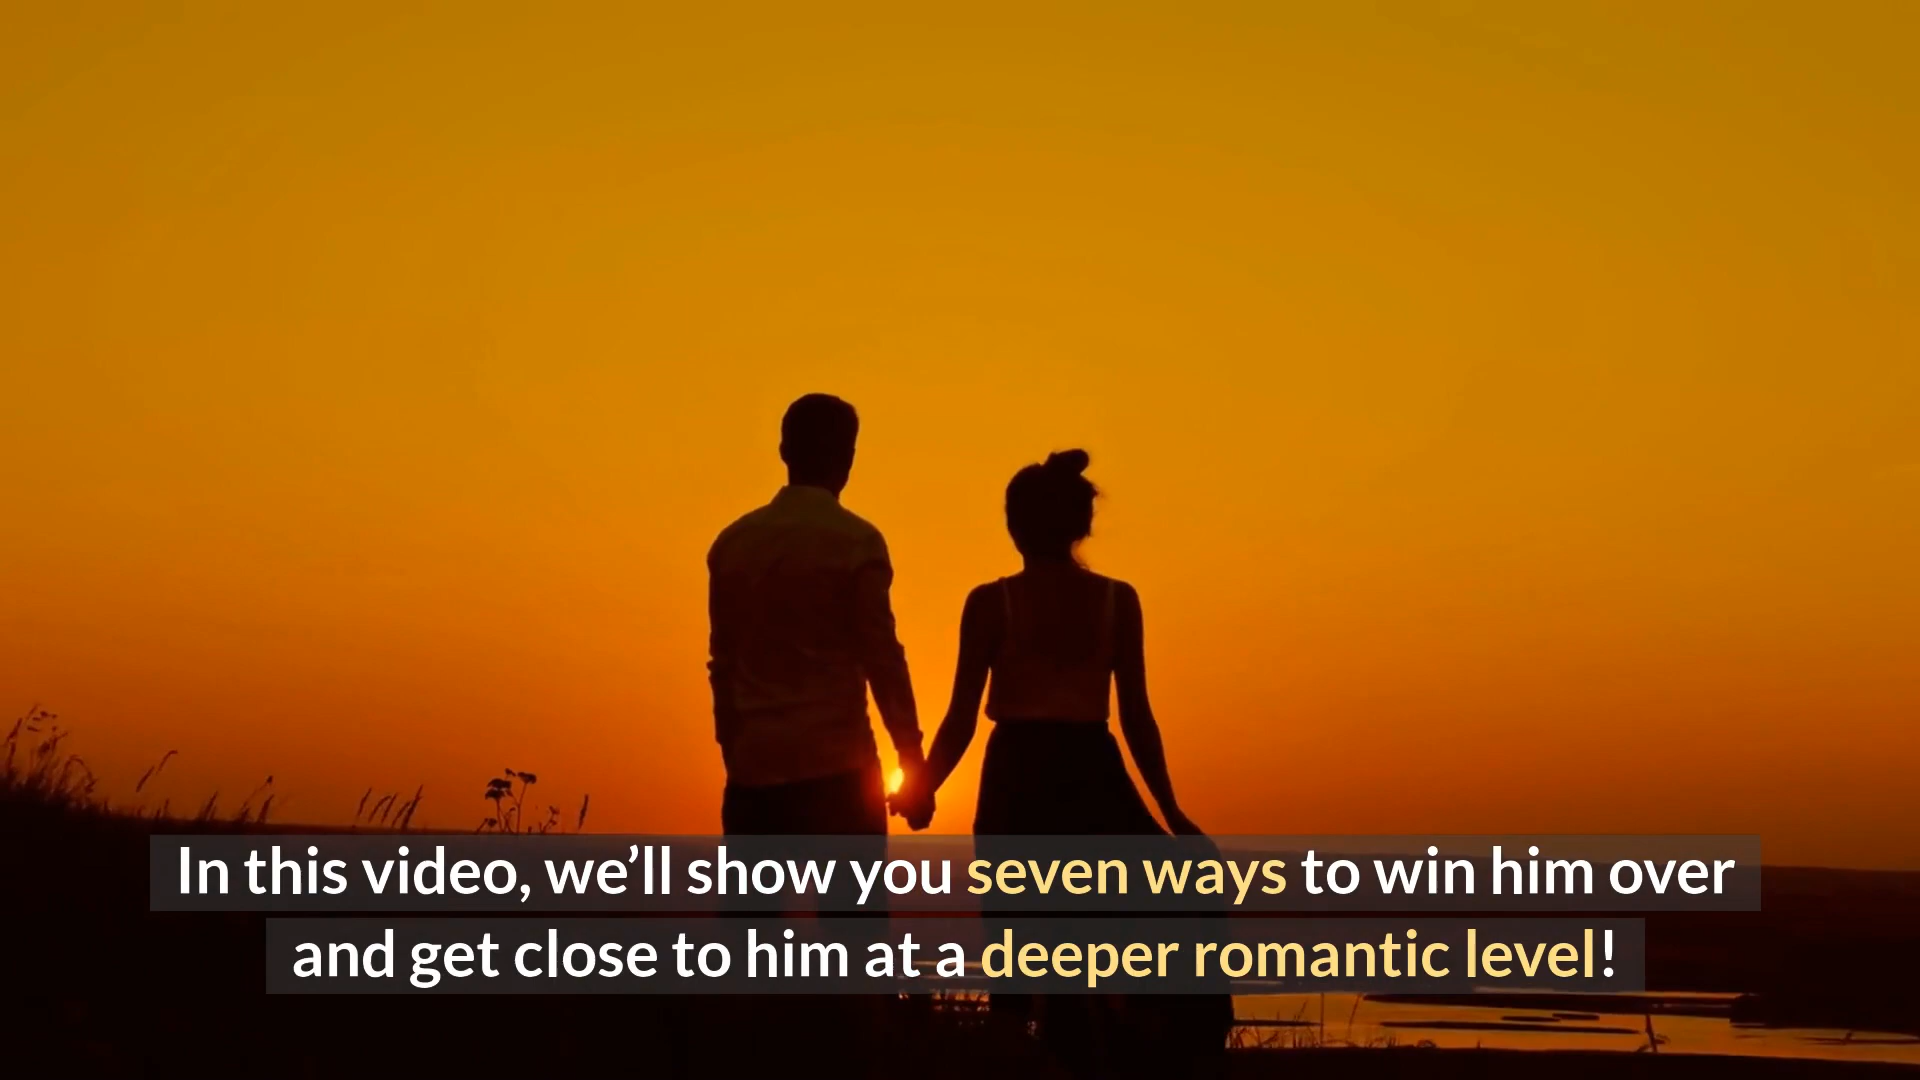 In this video, we’ll show you seven ways to win him over
and get close to him at a deeper romantic level!